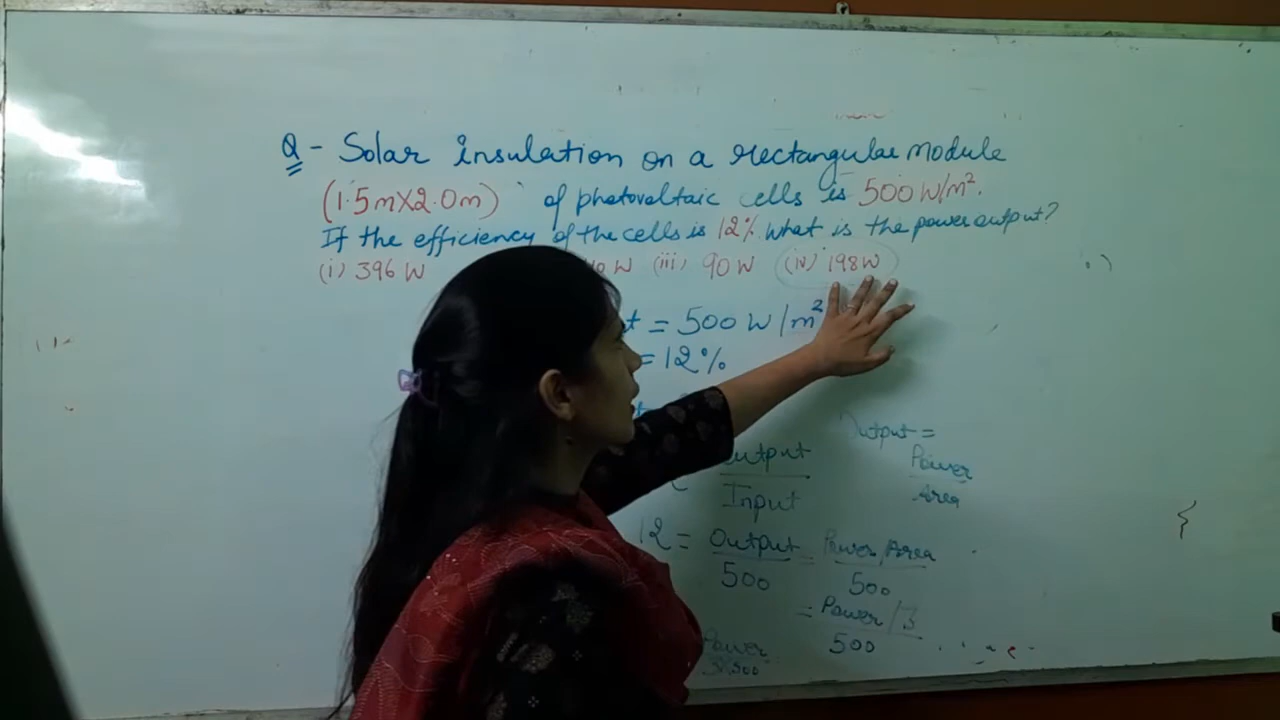 Q - Solar insulation on a rectangular module
(1.5m X 2.0m) of photovoltaic cells is 500 W/m².
If the efficiency of the cells is 12% what is the power output?
(i) 396 W (iii) 90 W (iv) 198 W
= 500 W/m²
= 12%
Output =
Power
Area
Output
Input
12 = Output = Power/Area
500 500
= Power/3
500
Power